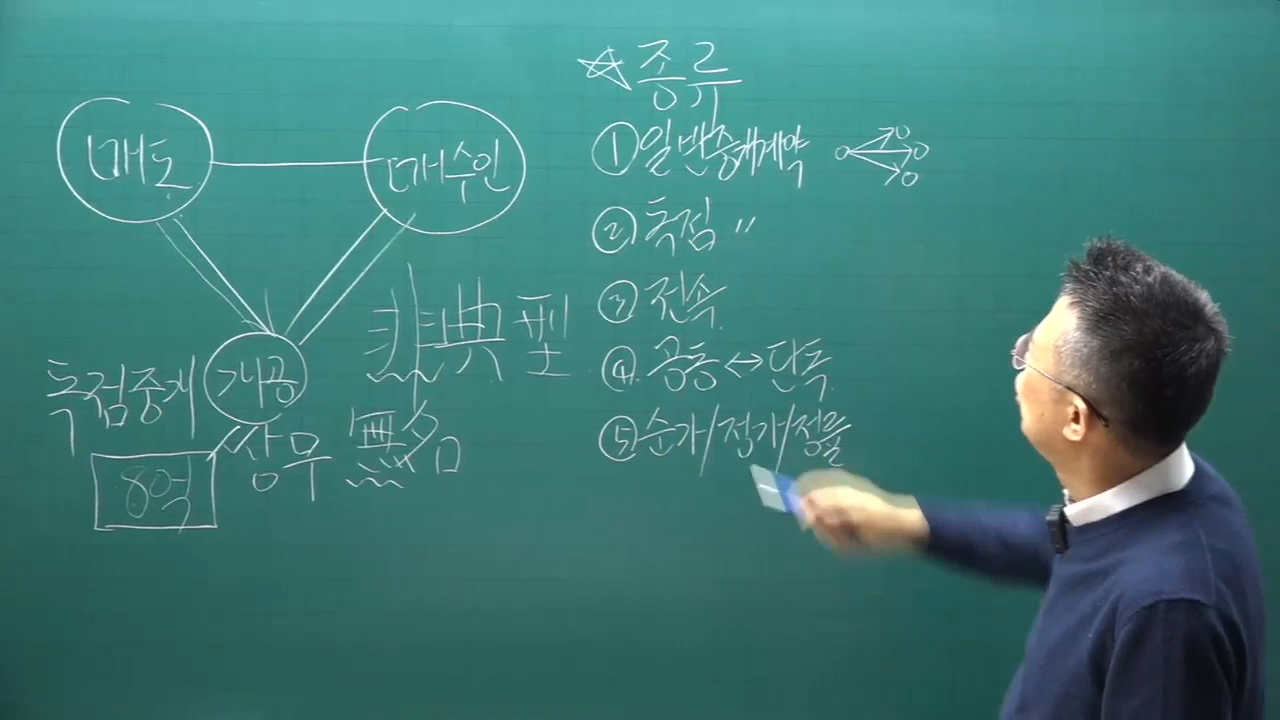 매도
매수인
개공
독점중개
80억
쌍무 無名
非典型
종류
① 일반중개계약
② 독점 〃
③ 전속
④ 공동 ↔ 단독
⑤ 순가/정가/정률